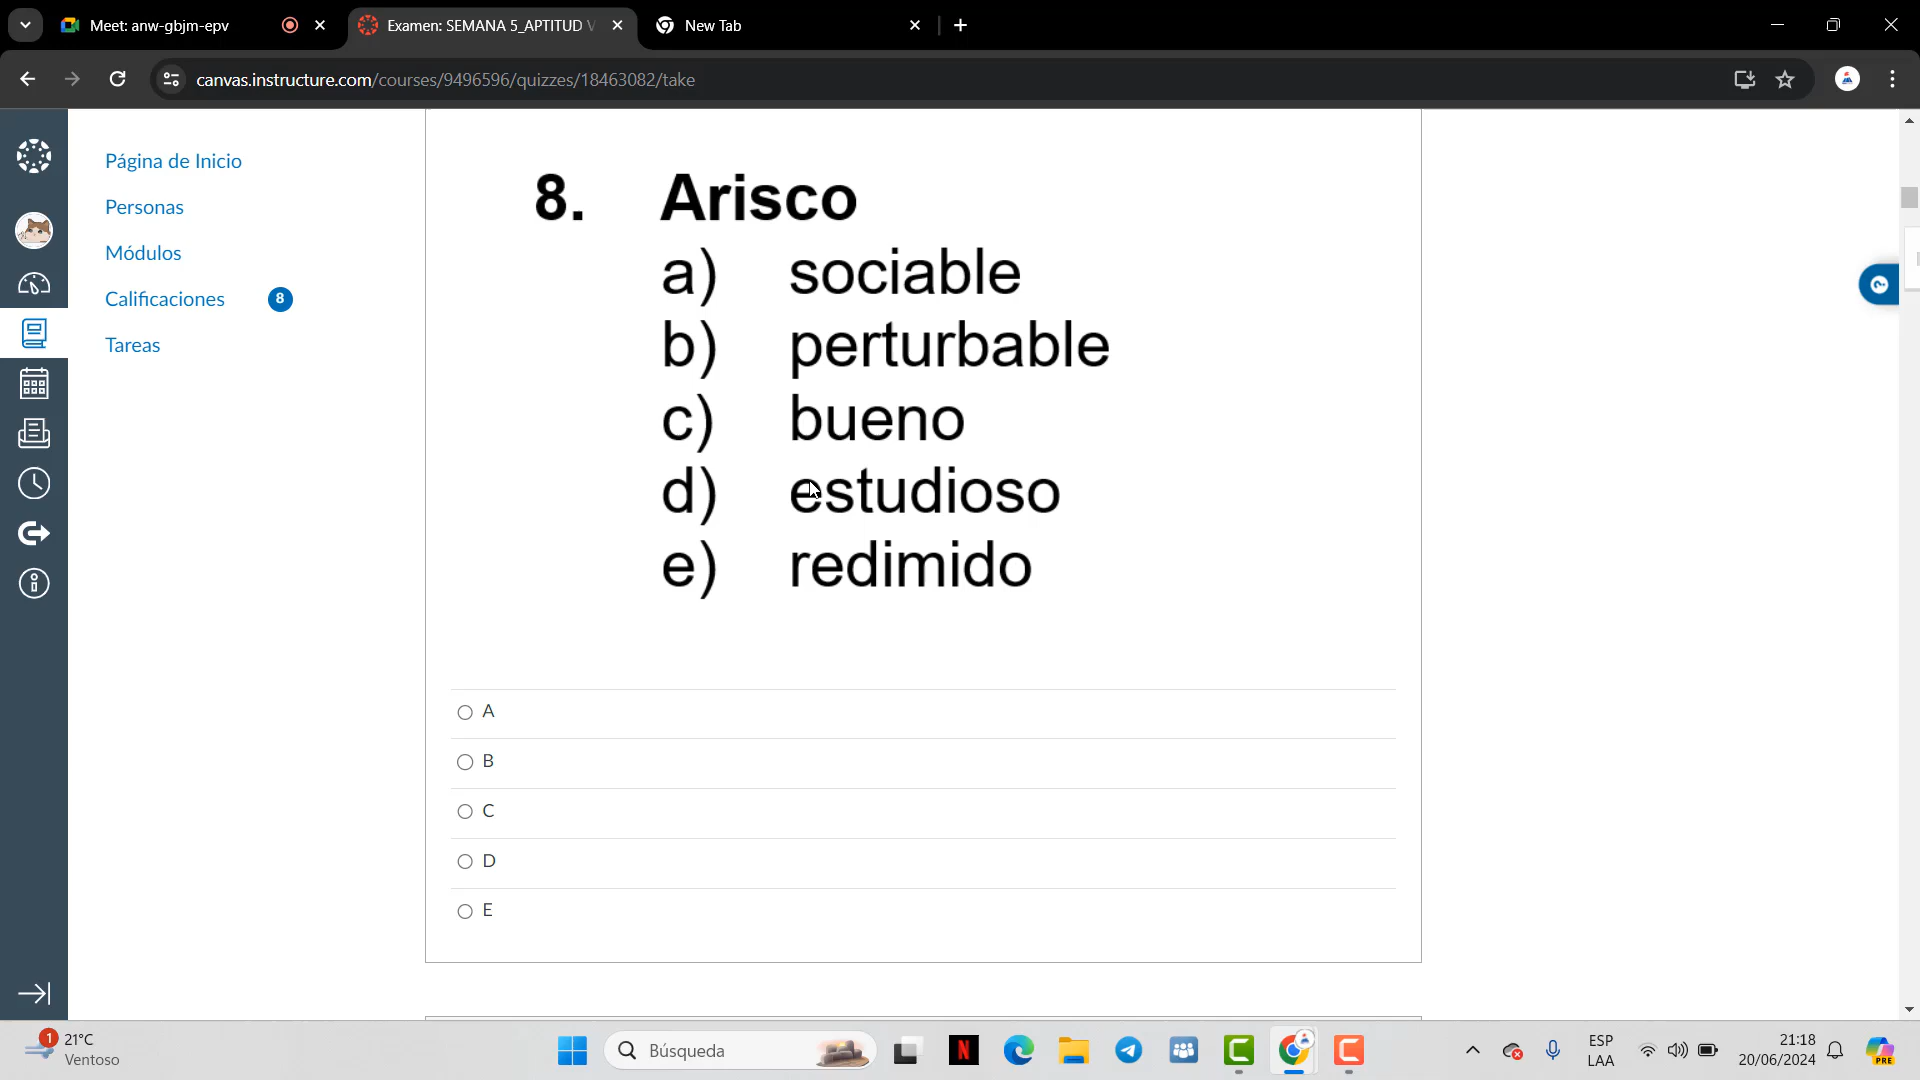 Meet: anw-gbjm-epv
Examen: SEMANA 5_APTITUD V
New Tab
canvas.instructure.com/courses/9496596/quizzes/18463082/take
Página de Inicio
Personas
Módulos
Calificaciones 8
Tareas
8. Arisco
a) sociable
b) perturbable
c) bueno
d) estudioso
e) redimido
A
B
C
D
E
1
21°C
Ventoso
Búsqueda
N
ESP
LAA
21:18
20/06/2024
PRE